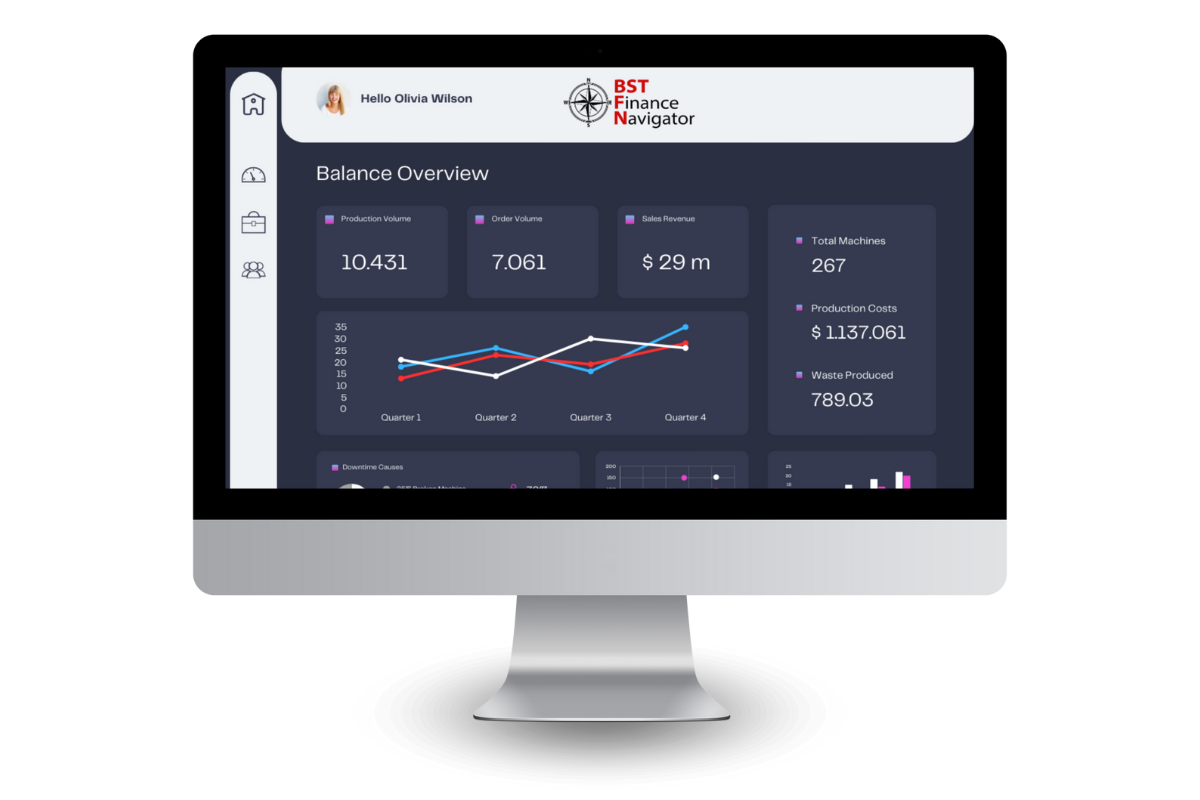 Hello Olivia Wilson
N
W
E
S
BST
Finance
Navigator
Balance Overview
Production Volume
10.431
Order Volume
7.061
Sales Revenue
$ 29 m
Total Machines
267
Production Costs
$ 1.137.061
Waste Produced
789.03
35
30
25
20
15
10
5
0
Quarter 1
Quarter 2
Quarter 3
Quarter 4
Downtime Causes
200
150
25
20
15